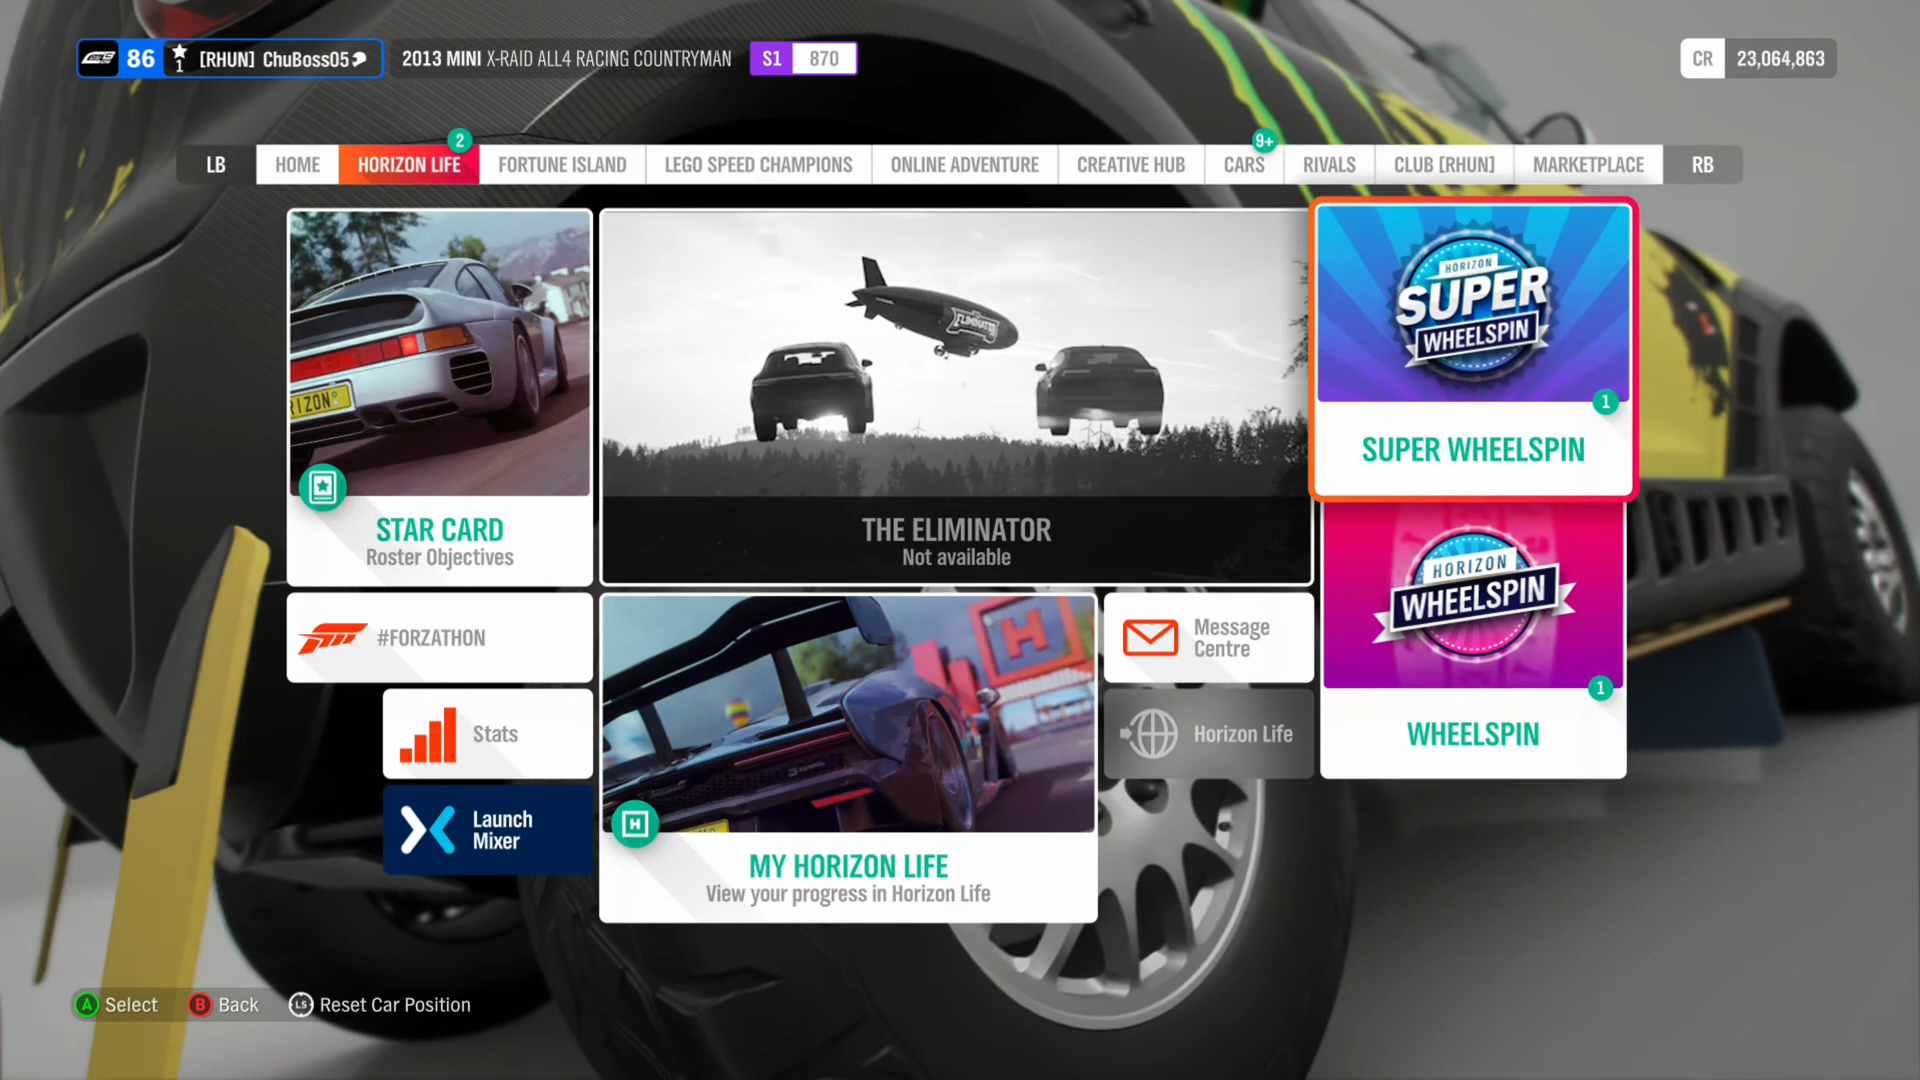 86
1
[RHUN] ChuBoss05
2013 MINI X-RAID ALL4 RACING COUNTRYMAN
S1 870
CR 23,064,863
2
9+
LB
HOME
HORIZON LIFE
FORTUNE ISLAND
LEGO SPEED CHAMPIONS
ONLINE ADVENTURE
CREATIVE HUB
CARS
RIVALS
CLUB [RHUN]
MARKETPLACE
RB
RIZON
STAR CARD
Roster Objectives
ELIMINATOR
THE ELIMINATOR
Not available
HORIZON
SUPER
WHEELSPIN
1
SUPER WHEELSPIN
HORIZON
WHEELSPIN
1
WHEELSPIN
#FORZATHON
Stats
Launch
Mixer
H
H
MY HORIZON LIFE
View your progress in Horizon Life
Message
Centre
Horizon Life
A Select
B Back
LS Reset Car Position